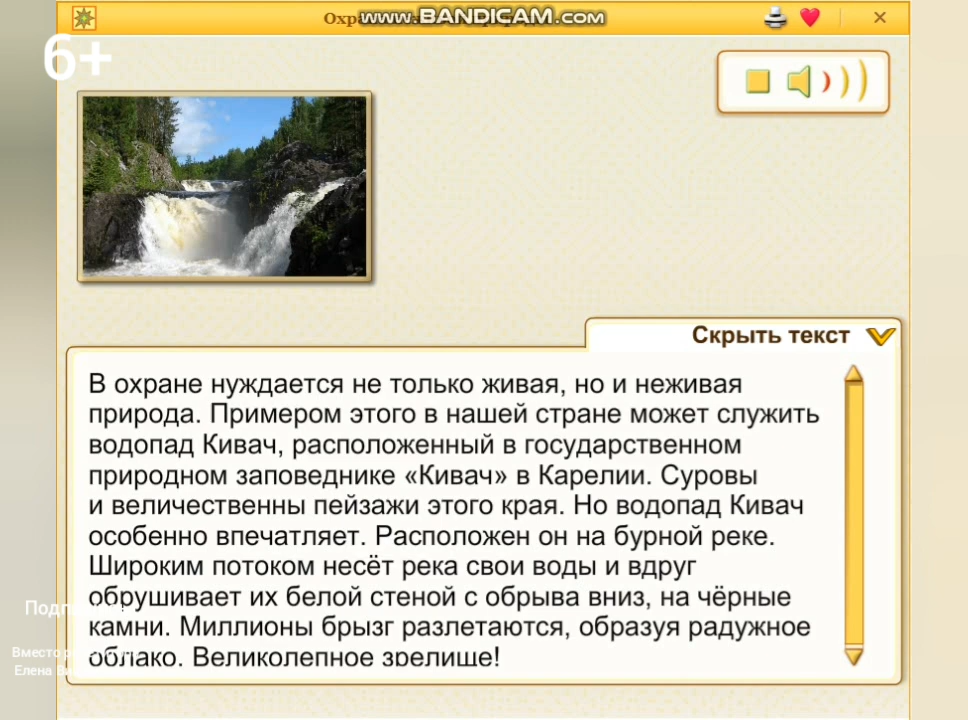 www.BANDICAM.com
6+
Скрыть текст
В охране нуждается не только живая, но и неживая
природа. Примером этого в нашей стране может служить
водопад Кивач, расположенный в государственном
природном заповеднике «Кивач» в Карелии. Суровы
и величественны пейзажи этого края. Но водопад Кивач
особенно впечатляет. Расположен он на бурной реке.
Широким потоком несёт река свои воды и вдруг
обрушивает их белой стеной с обрыва вниз, на чёрные
камни. Миллионы брызг разлетаются, образуя радужное
облако. Великолепное зрелище!
Вместо
Елена